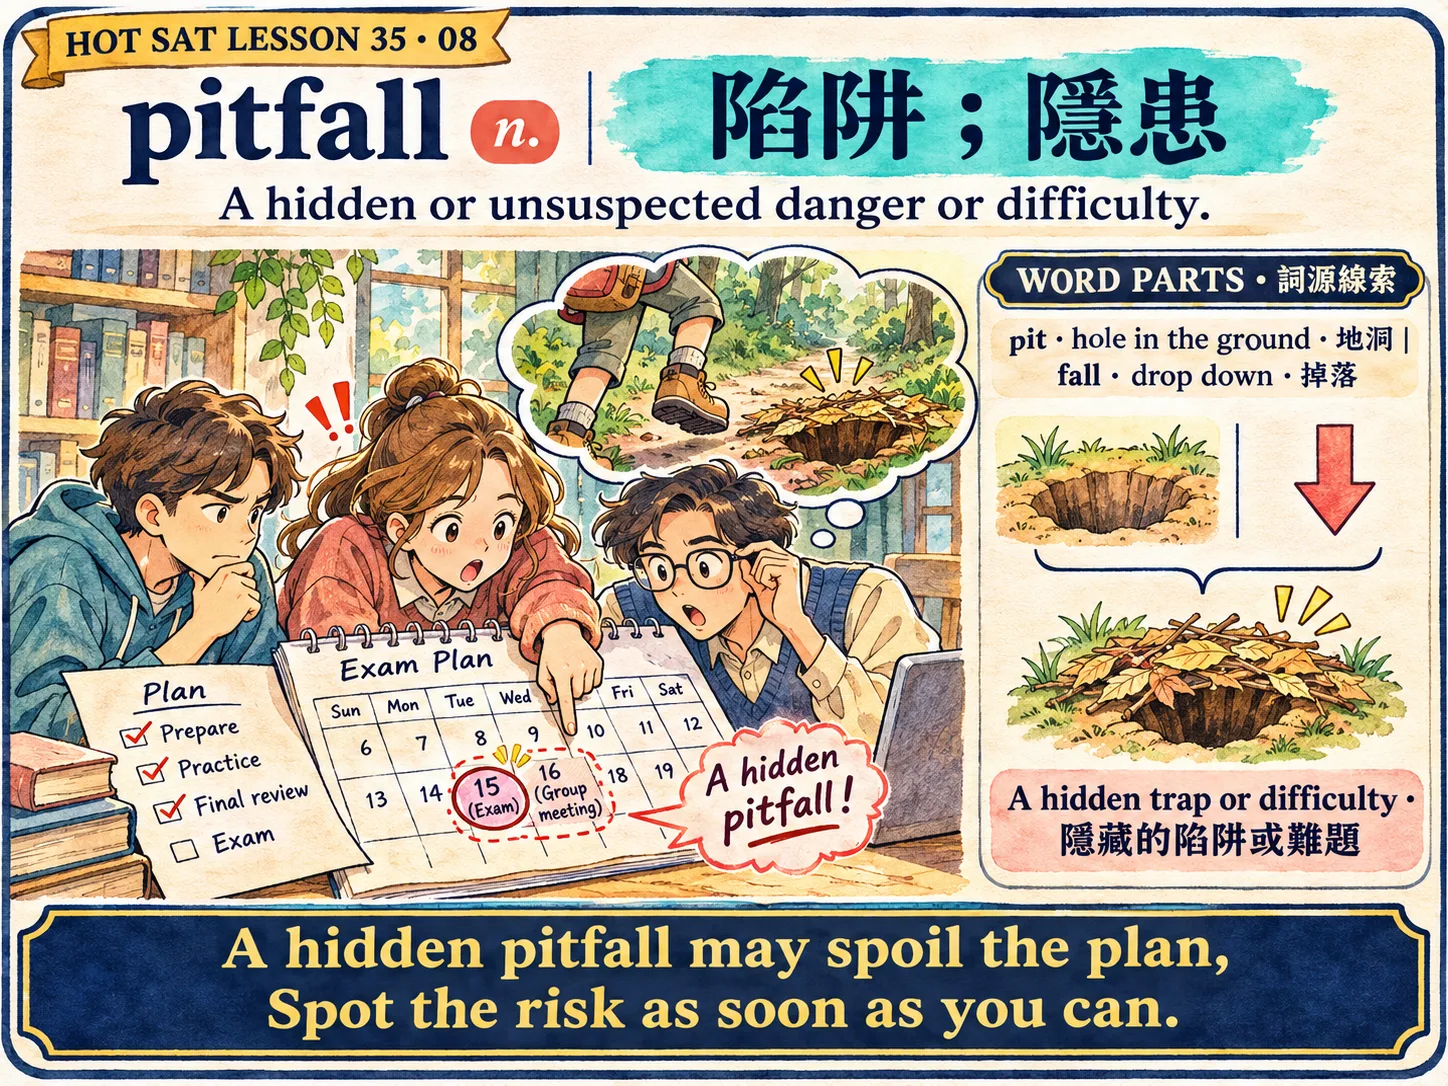 HOT SAT LESSON 35 • 08
pitfall n.
陷阱；隱患
A hidden or unsuspected danger or difficulty.
WORD PARTS • 詞源線索
pit · hole in the ground · 地洞 |
fall · drop down · 掉落
!!
Plan
Prepare
Practice
Final review
Exam
Exam Plan
Sun Mon Tue Wed Fri Sat
6 7 8 9 10 11 12
13 14 15 16 18 19
(Exam) (Group
meeting)
A hidden
pitfall!
A hidden trap or difficulty •
隱藏的陷阱或難題
A hidden pitfall may spoil the plan,
Spot the risk as soon as you can.